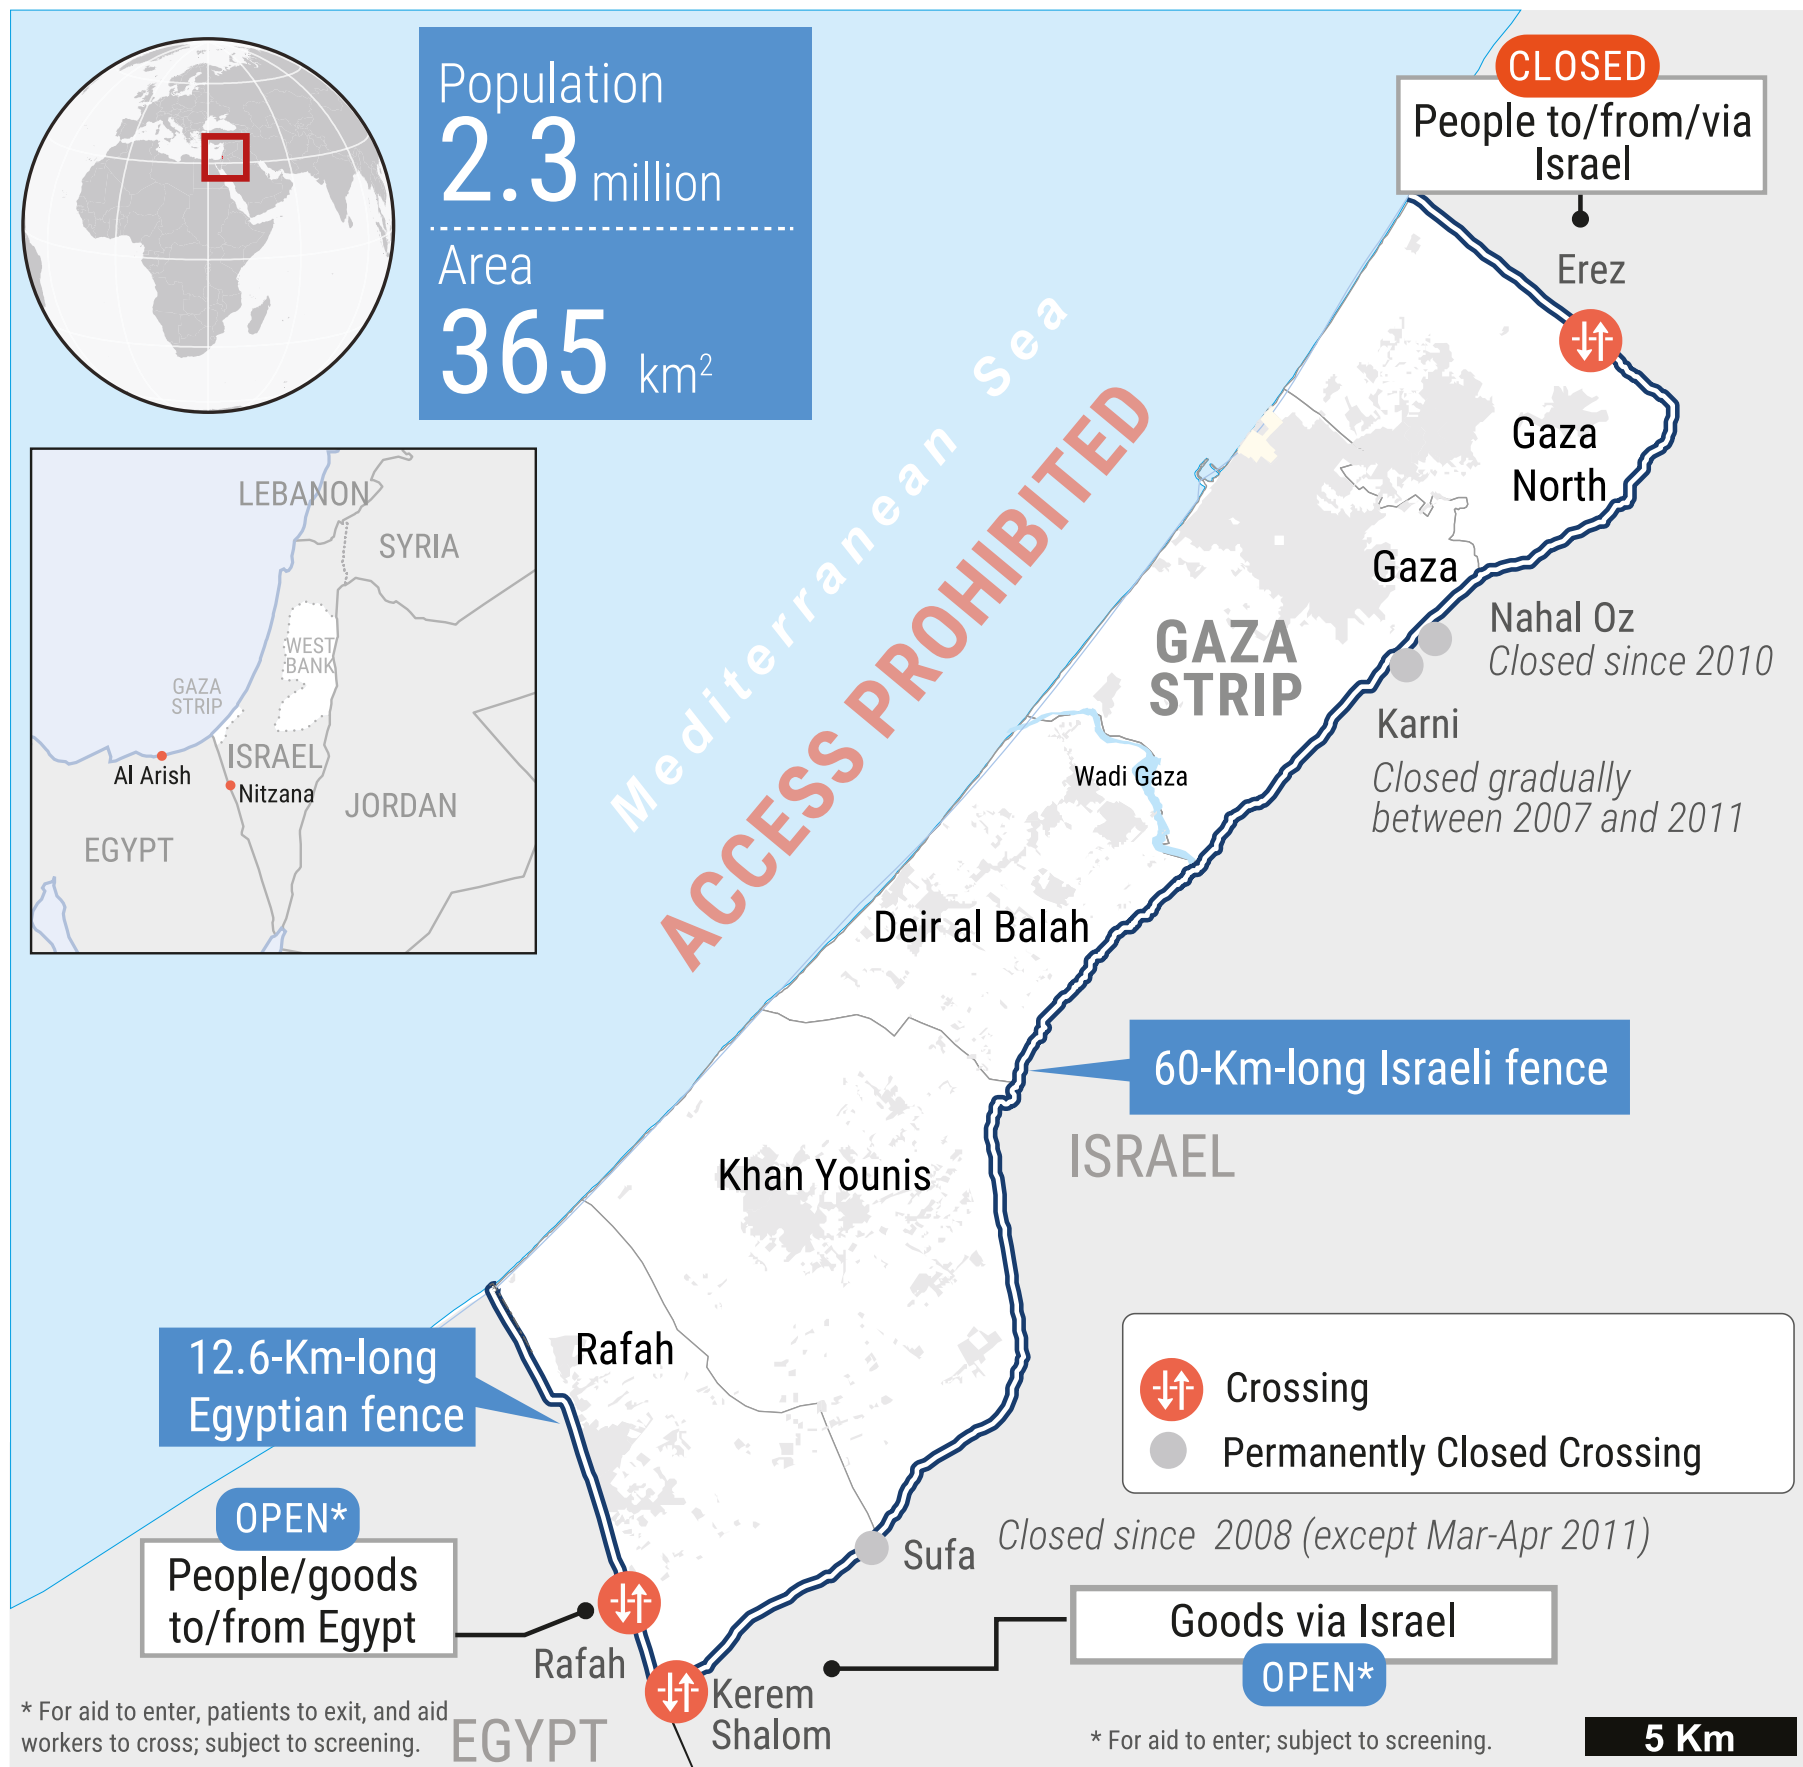 Population
2.3 million
Area
365 km²
CLOSED
People to/from/via
Israel
Erez
Mediterranean Sea
ACCESS PROHIBITED
Gaza
North
Gaza
GAZA
STRIP
Nahal Oz
Closed since 2010
Karni
Closed gradually
between 2007 and 2011
Wadi Gaza
Deir al Balah
LEBANON
SYRIA
WEST
BANK
GAZA
STRIP
ISRAEL
Al Arish
Nitzana
JORDAN
EGYPT
60-Km-long Israeli fence
ISRAEL
Khan Younis
Rafah
12.6-Km-long
Egyptian fence
Crossing
Permanently Closed Crossing
OPEN*
People/goods
to/from Egypt
Rafah
Sufa
Closed since 2008 (except Mar-Apr 2011)
Goods via Israel
OPEN*
Kerem
Shalom
* For aid to enter, patients to exit, and aid
workers to cross; subject to screening.
EGYPT
* For aid to enter; subject to screening.
5 Km